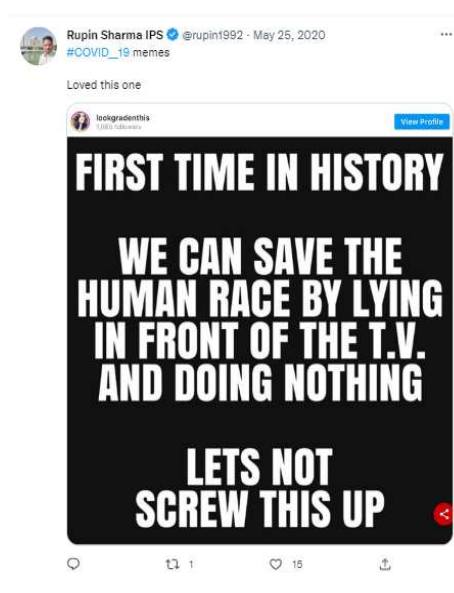 Rupin Sharma IPS @rupin1992 · May 25, 2020
#COVID__19 memes
Loved this one
lookgradenthis
View Profile
FIRST TIME IN HISTORY
WE CAN SAVE THE
HUMAN RACE BY LYING
IN FRONT OF THE T.V.
AND DOING NOTHING
LETS NOT
SCREW THIS UP
1
15